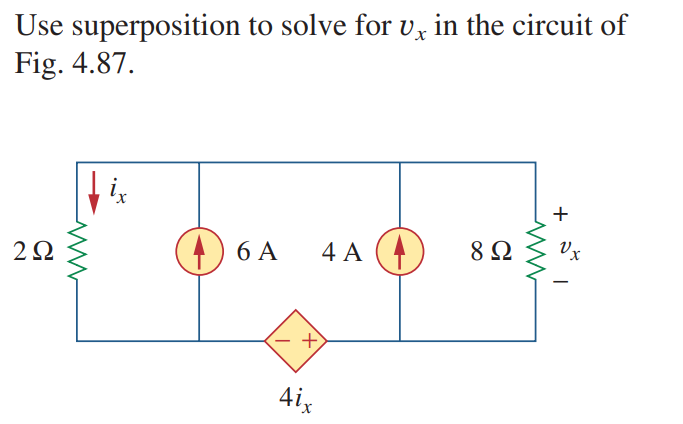 Use superposition to solve for vₓ in the circuit of
Fig. 4.87.
iₓ
+
2 Ω
6 A
4 A
8 Ω
vₓ
−
− +
4iₓ